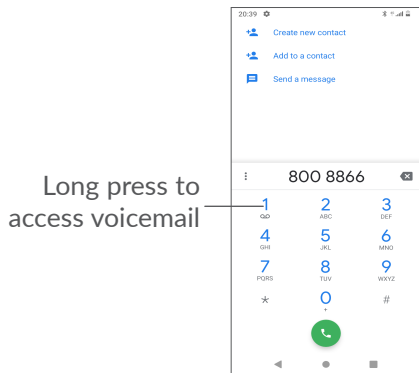 20:39
Create new contact
Add to a contact
Send a message
800 8866
Long press to
access voicemail
1 2 3
ABC DEF
4 5 6
GHI JKL MNO
7 8 9
PQRS TUV WXYZ
* 0 #
+